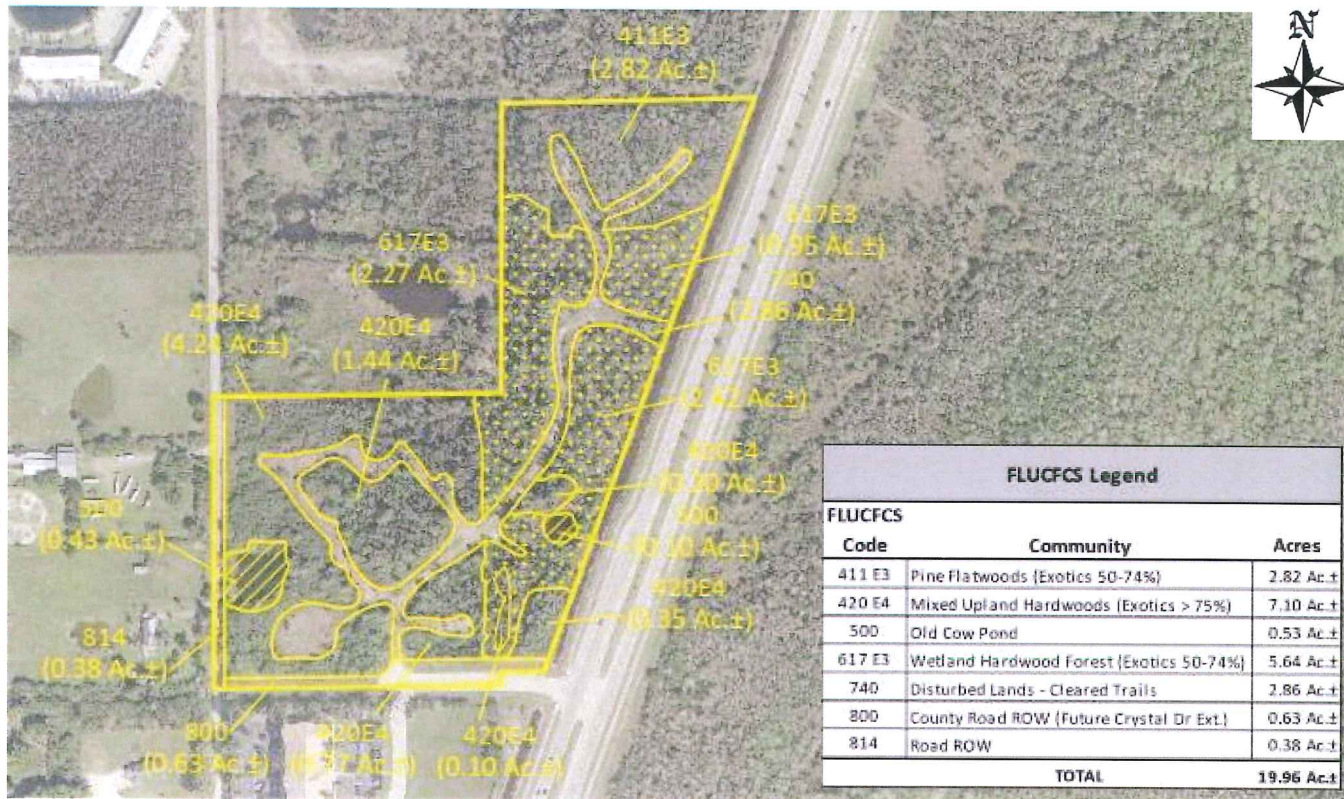 N
411E3
(2.82 Ac.±)
617E3
(0.95 Ac.±)
617E3
(2.27 Ac.±)
740
(2.86 Ac.±)
420E4
(4.24 Ac.±)
420E4
(1.44 Ac.±)
617E3
(2.42 Ac.±)
420E4
(0.20 Ac.±)
500
(0.43 Ac.±)
500
(0.10 Ac.±)
420E4
(0.35 Ac.±)
814
(0.38 Ac.±)
800
(0.63 Ac.±)
420E4
(0.77 Ac.±)
420E4
(0.10 Ac.±)
FLUCFCS Legend
FLUCFCS
Code Community Acres
411 E3 Pine Flatwoods (Exotics 50-74%) 2.82 Ac.±
420 E4 Mixed Upland Hardwoods (Exotics > 75%) 7.10 Ac.±
500 Old Cow Pond 0.53 Ac.±
617 E3 Wetland Hardwood Forest (Exotics 50-74%) 5.64 Ac.±
740 Disturbed Lands - Cleared Trails 2.86 Ac.±
800 County Road ROW (Future Crystal Dr Ext.) 0.63 Ac.±
814 Road ROW 0.38 Ac.±
TOTAL 19.96 Ac.±